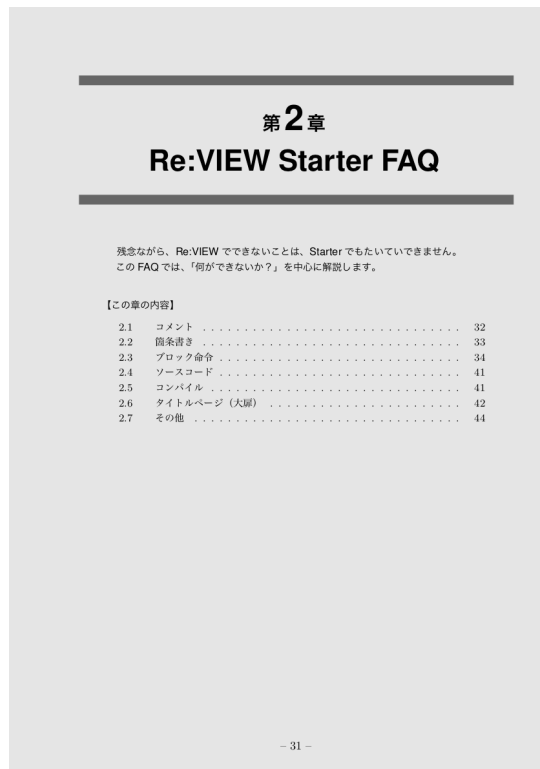 第2章
Re:VIEW Starter FAQ
残念ながら、Re:VIEW でできないことは、Starter でもたいていできません。
この FAQ では、「何ができないか？」を中心に解説します。
【この章の内容】
2.1 コメント . . . . . . . . . . . . . . . . . . . . . . . . . . . . . . . 32
2.2 箇条書き . . . . . . . . . . . . . . . . . . . . . . . . . . . . . . . 33
2.3 ブロック命令 . . . . . . . . . . . . . . . . . . . . . . . . . . . . . 34
2.4 ソースコード . . . . . . . . . . . . . . . . . . . . . . . . . . . . . 41
2.5 コンパイル . . . . . . . . . . . . . . . . . . . . . . . . . . . . . . 41
2.6 タイトルページ（大扉） . . . . . . . . . . . . . . . . . . . . . . . 42
2.7 その他 . . . . . . . . . . . . . . . . . . . . . . . . . . . . . . . . 44
– 31 –